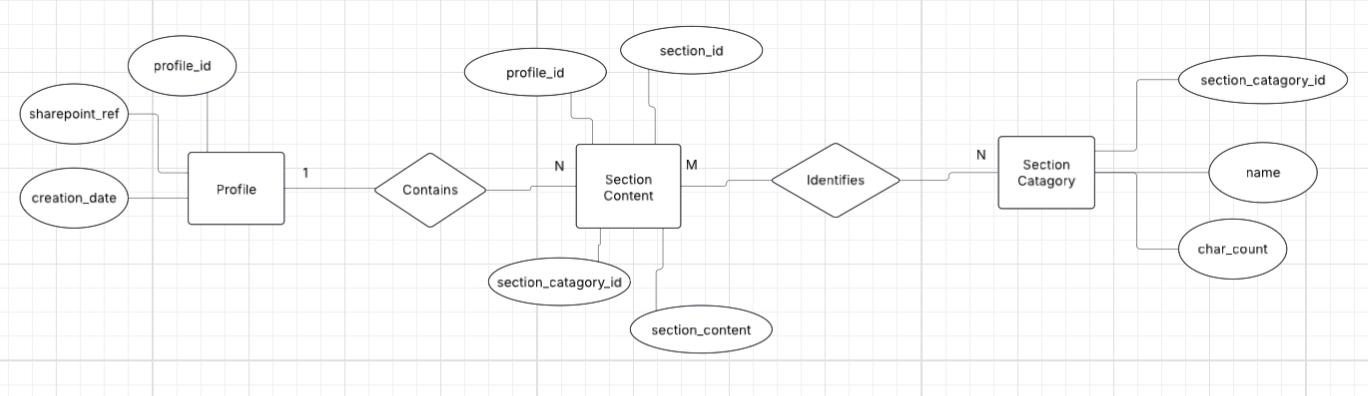 profile_id
sharepoint_ref
creation_date
Profile
1
Contains
N
profile_id
section_id
Section
Content
section_catagory_id
section_content
M
Identifies
N
Section
Catagory
section_catagory_id
name
char_count